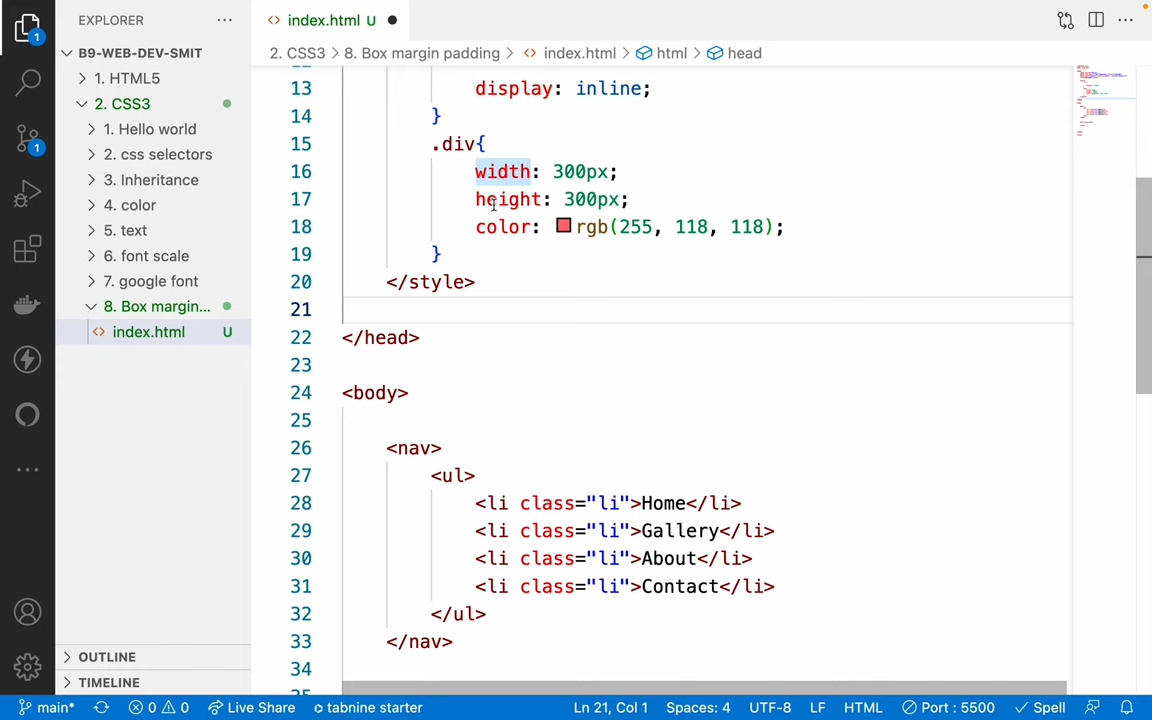 EXPLORER
index.html U
B9-WEB-DEV-SMIT
1. HTML5
2. CSS3
1. Hello world
2. css selectors
3. Inheritance
4. color
5. text
6. font scale
7. google font
8. Box margin...
index.html U
OUTLINE
TIMELINE
1
1
2. CSS3 > 8. Box margin padding > index.html > html > head
13 display: inline;
14 }
15 .div{
16 width: 300px;
17 height: 300px;
18 color: rgb(255, 118, 118);
19 }
20 </style>
21
22 </head>
23
24 <body>
25
26 <nav>
27 <ul>
28 <li class="li">Home</li>
29 <li class="li">Gallery</li>
30 <li class="li">About</li>
31 <li class="li">Contact</li>
32 </ul>
33 </nav>
34
main* 0 0 Live Share tabnine starter Ln 21, Col 1 Spaces: 4 UTF-8 LF HTML Port : 5500 Spell